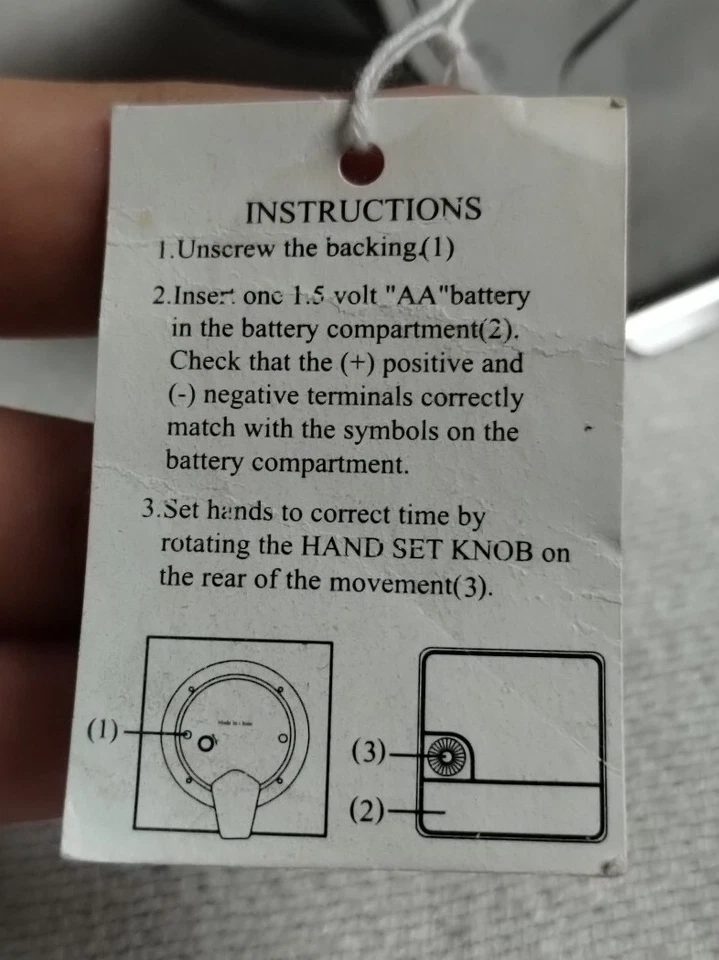 INSTRUCTIONS
1.Unscrew the backing.(1)
2.Insert one 1.5 volt "AA"battery
in the battery compartment(2).
Check that the (+) positive and
(-) negative terminals correctly
match with the symbols on the
battery compartment.
3.Set hands to correct time by
rotating the HAND SET KNOB on
the rear of the movement(3).
(1)
(3)
(2)